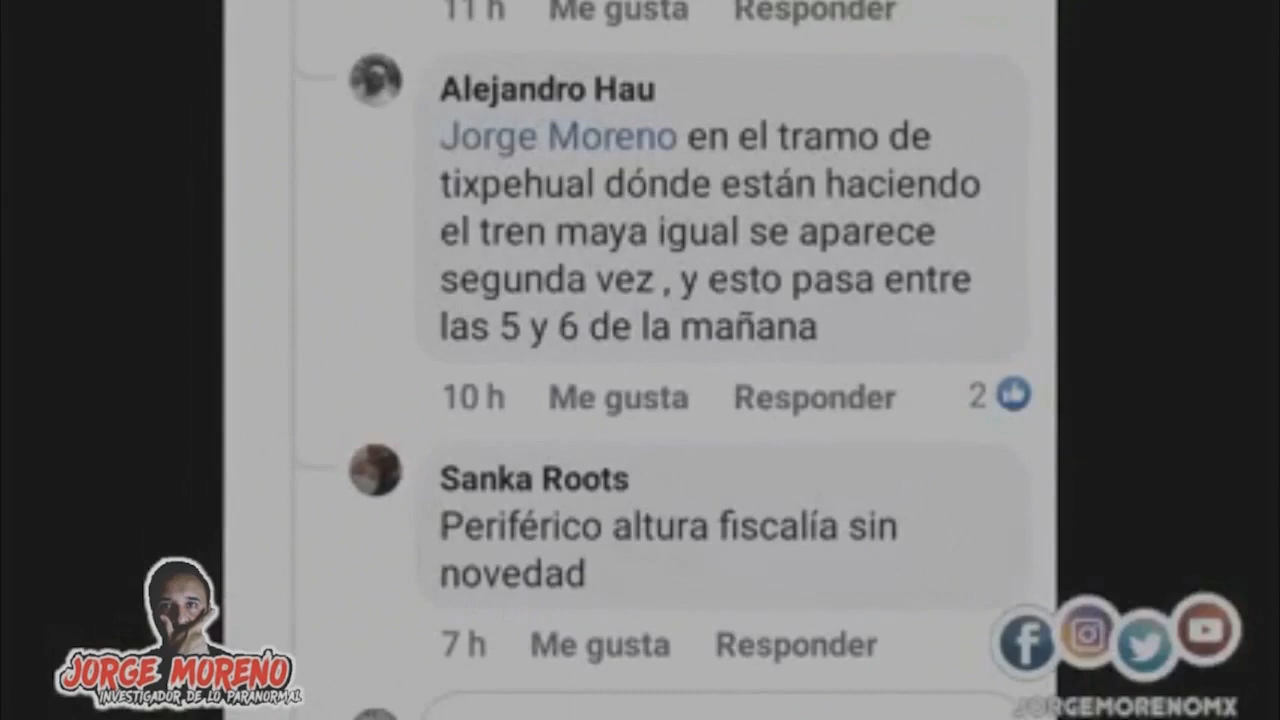 11 h Me gusta Responder
Alejandro Hau
Jorge Moreno en el tramo de
tixpehual dónde están haciendo
el tren maya igual se aparece
segunda vez , y esto pasa entre
las 5 y 6 de la mañana
10 h Me gusta Responder 2
Sanka Roots
Periférico altura fiscalía sin
novedad
7 h Me gusta Responder
JORGE MORENO
INVESTIGADOR DE LO PARANORMAL
JORGEMORENOMX